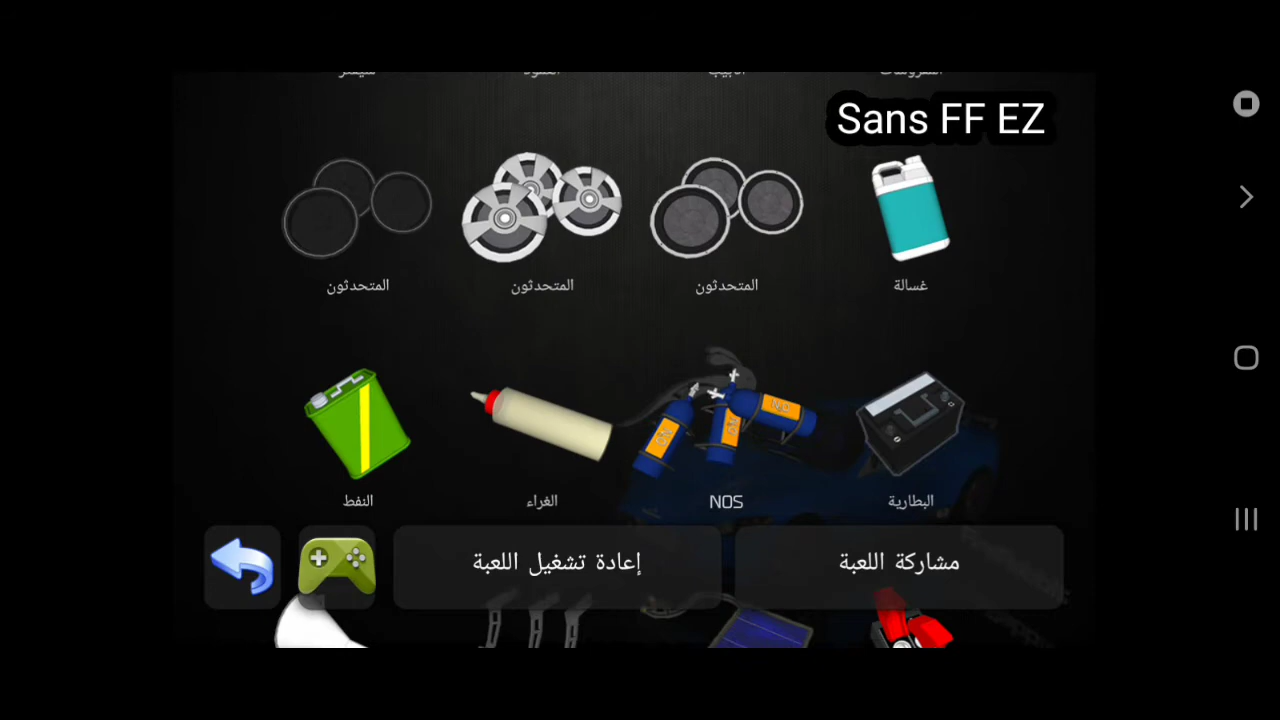 Sans FF EZ
غسالة
المتحدثون
المتحدثون
المتحدثون
البطارية
NOS
الغراء
النفط
مشاركة اللعبة
إعادة تشغيل اللعبة